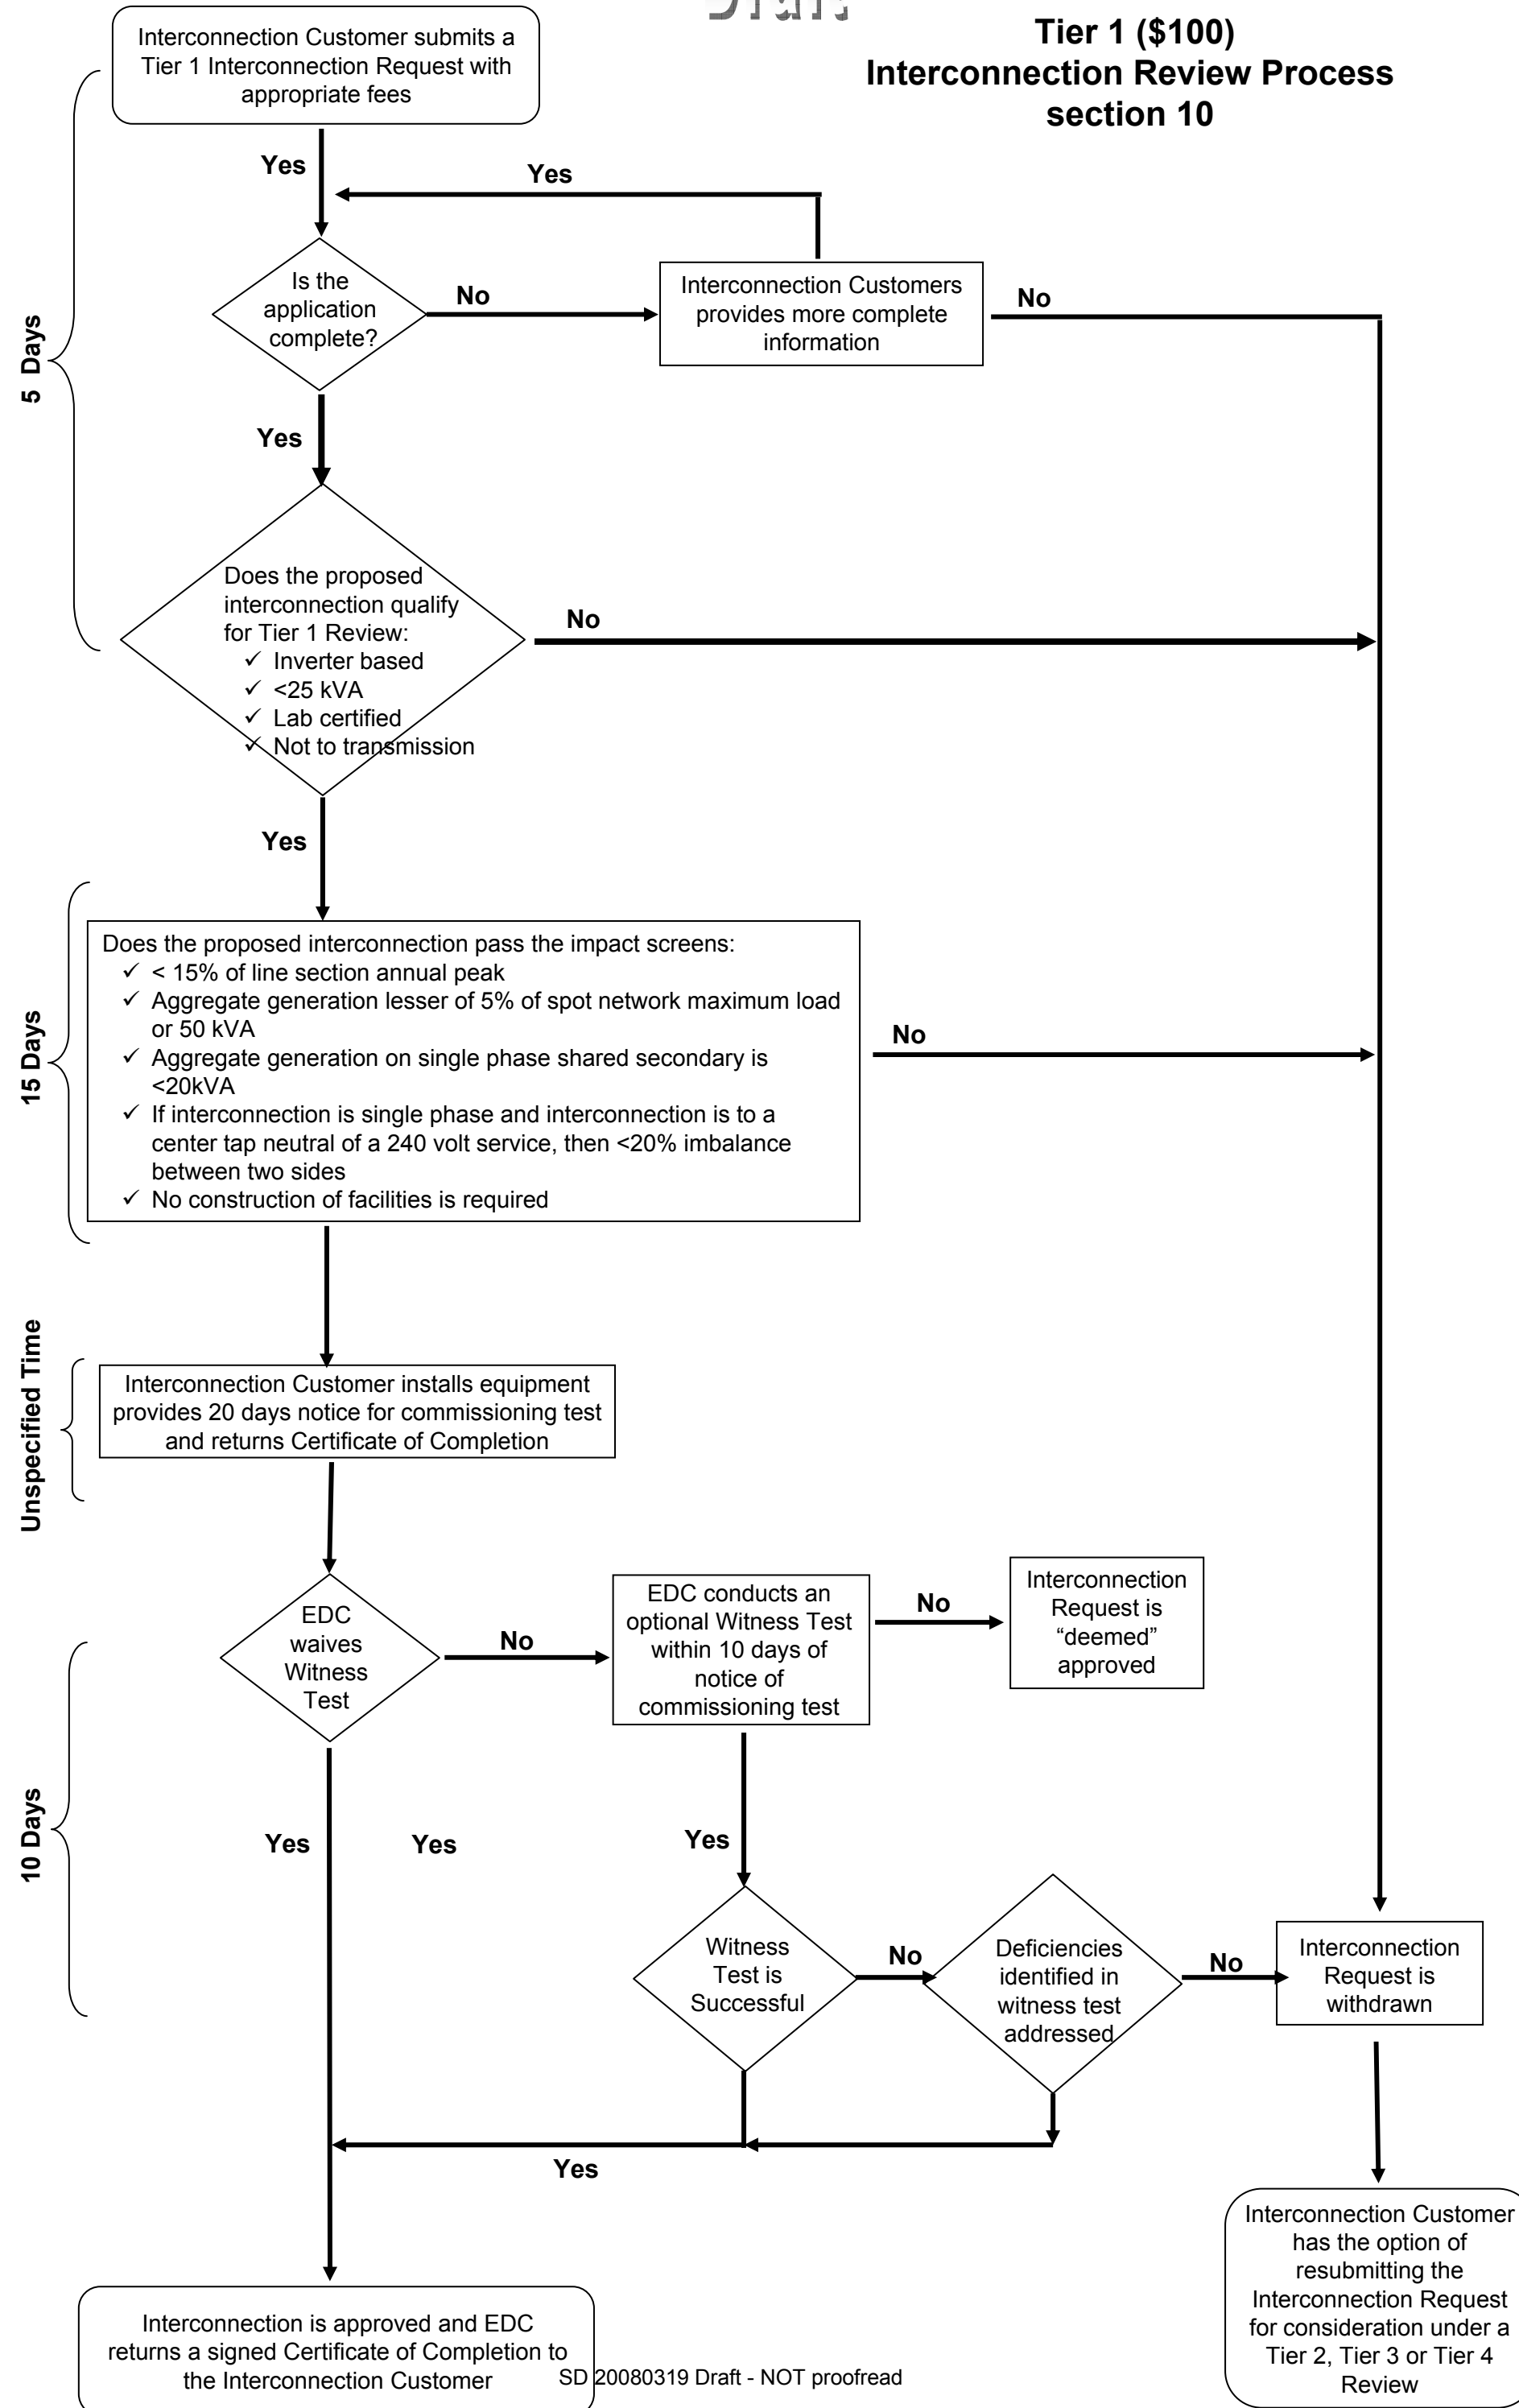 Draft
Tier 1 ($100)
Interconnection Review Process
section 10
Interconnection Customer submits a
Tier 1 Interconnection Request with
appropriate fees
Yes
Yes
Is the
application
complete?
No
Interconnection Customers
provides more complete
information
No
5 Days
Yes
Does the proposed
interconnection qualify
for Tier 1 Review:
✓ Inverter based
✓ <25 kVA
✓ Lab certified
✓ Not to transmission
No
Yes
15 Days
Does the proposed interconnection pass the impact screens:
✓ < 15% of line section annual peak
✓ Aggregate generation lesser of 5% of spot network maximum load
or 50 kVA
✓ Aggregate generation on single phase shared secondary is
<20kVA
✓ If interconnection is single phase and interconnection is to a
center tap neutral of a 240 volt service, then <20% imbalance
between two sides
✓ No construction of facilities is required
No
Unspecified Time
Interconnection Customer installs equipment
provides 20 days notice for commissioning test
and returns Certificate of Completion
EDC
waives
Witness
Test
No
EDC conducts an
optional Witness Test
within 10 days of
notice of
commissioning test
No
Interconnection
Request is
“deemed”
approved
10 Days
Yes
Yes
Yes
Witness
Test is
Successful
No
Deficiencies
identified in
witness test
addressed
No
Interconnection
Request is
withdrawn
Yes
Interconnection Customer
has the option of
resubmitting the
Interconnection Request
for consideration under a
Tier 2, Tier 3 or Tier 4
Review
Interconnection is approved and EDC
returns a signed Certificate of Completion to
the Interconnection Customer
SD 20080319 Draft - NOT proofread